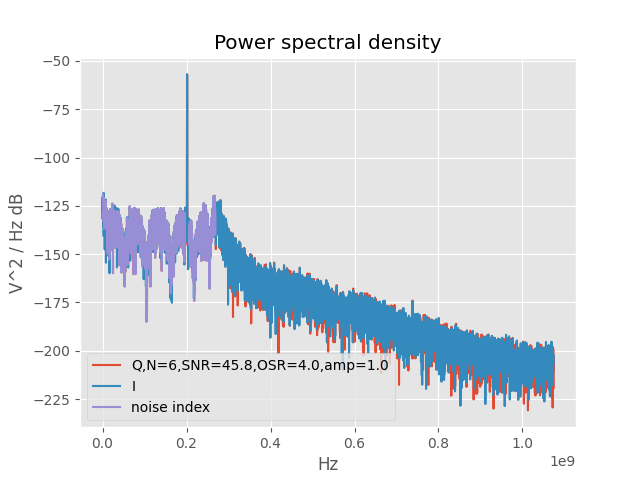 Power spectral density
V^2 / Hz dB
−50
−75
−100
−125
−150
−175
−200
−225
Q,N=6,SNR=45.8,OSR=4.0,amp=1.0
I
noise index
0.0 0.2 0.4 0.6 0.8 1.0
1e9
Hz